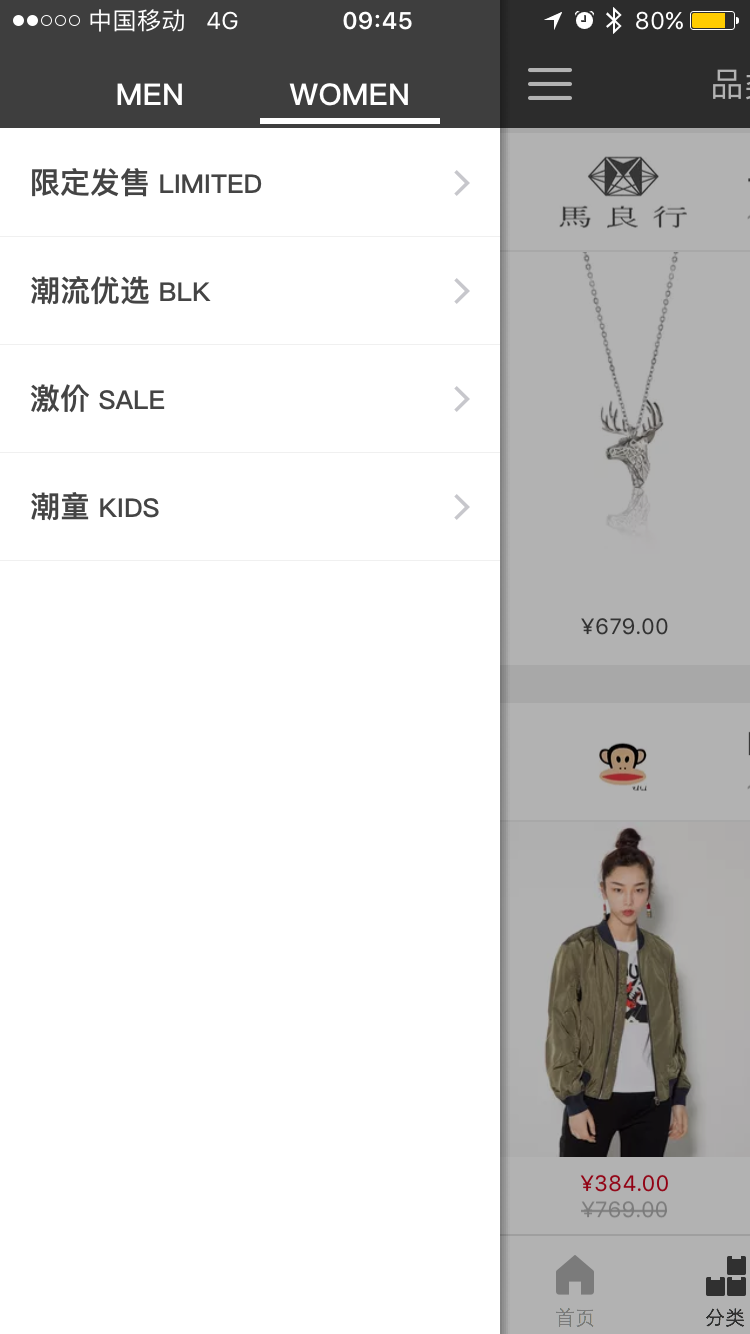 中国移动 4G 09:45 80%
MEN WOMEN
限定发售 LIMITED
潮流优选 BLK
激价 SALE
潮童 KIDS
馬良行
¥679.00
¥384.00
¥769.00
首页 分类